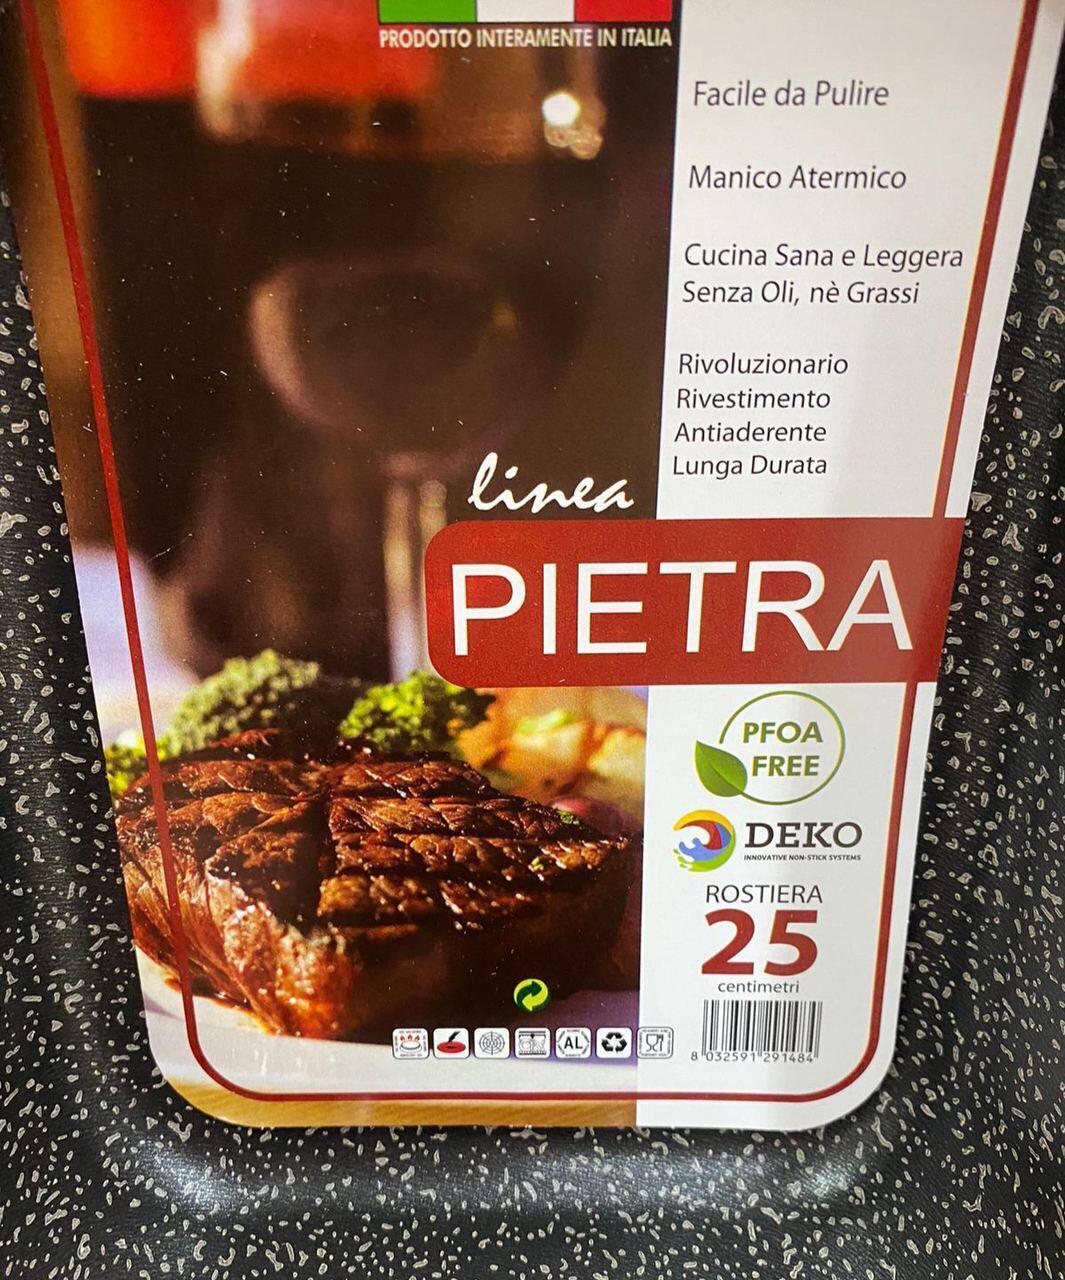 PRODOTTO INTERAMENTE IN ITALIA
Facile da Pulire
Manico Atermico
Cucina Sana e Leggera
Senza Oli, nè Grassi
Rivoluzionario
Rivestimento
Antiaderente
Lunga Durata
linea
PIETRA
PFOA
FREE
DEKO
INNOVATIVE NON-STICK SYSTEMS
ROSTIERA
25
centimetri
AL
8 032591 291484